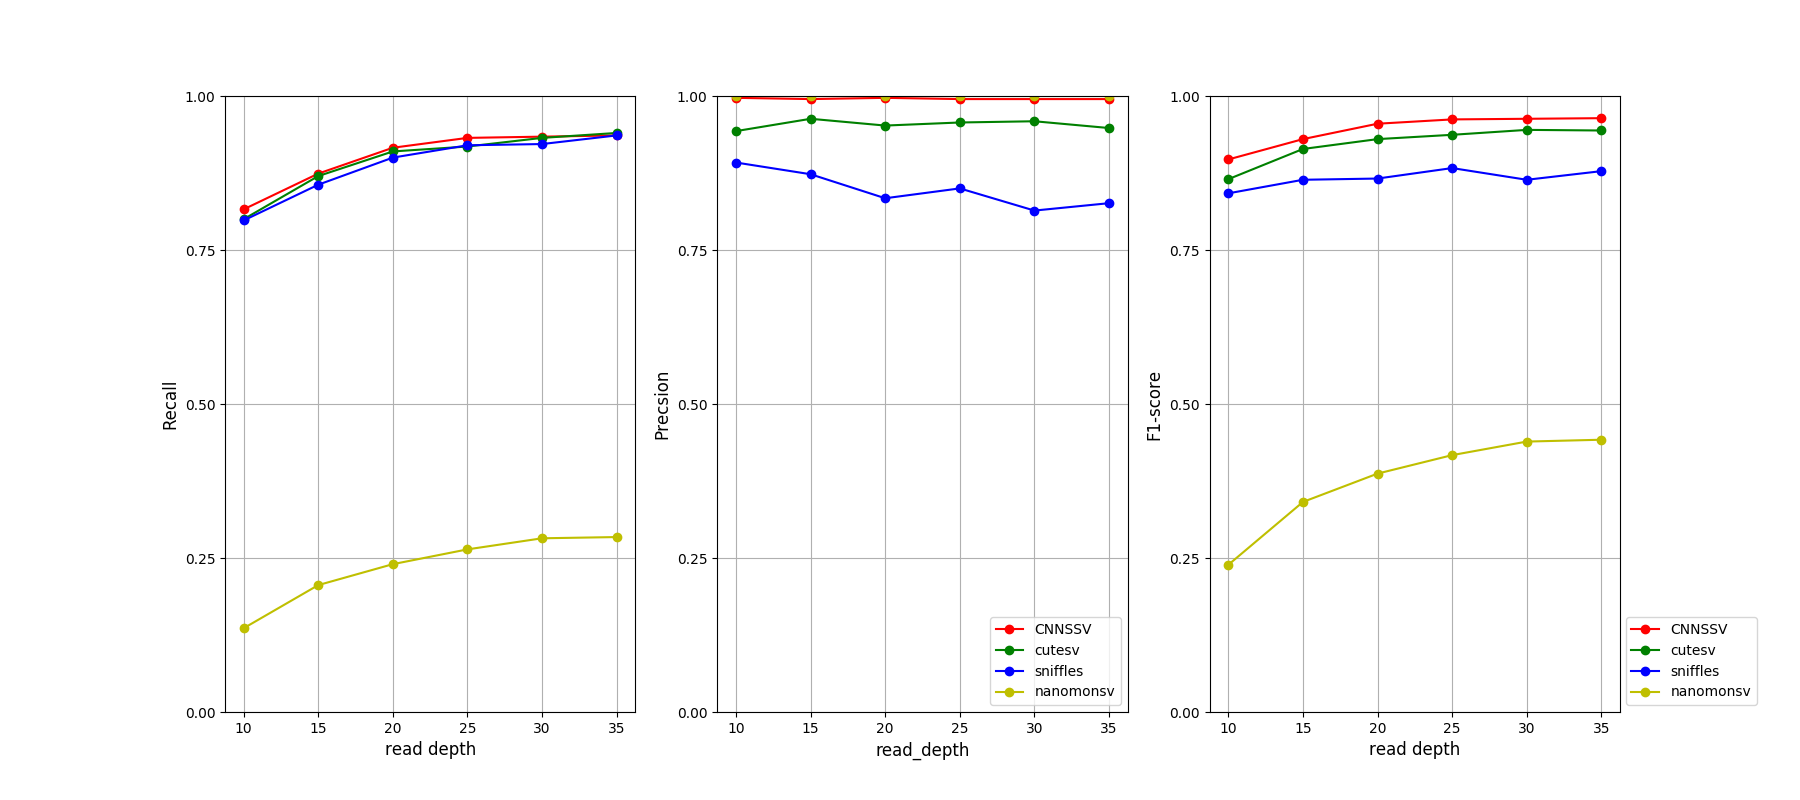 1.00
0.75
0.50
0.25
0.00
Recall
10 15 20 25 30 35
read depth
1.00
0.75
0.50
0.25
0.00
Precsion
10 15 20 25 30 35
read_depth
CNNSSV
cutesv
sniffles
nanomonsv
1.00
0.75
0.50
0.25
0.00
F1-score
10 15 20 25 30 35
read depth
CNNSSV
cutesv
sniffles
nanomonsv